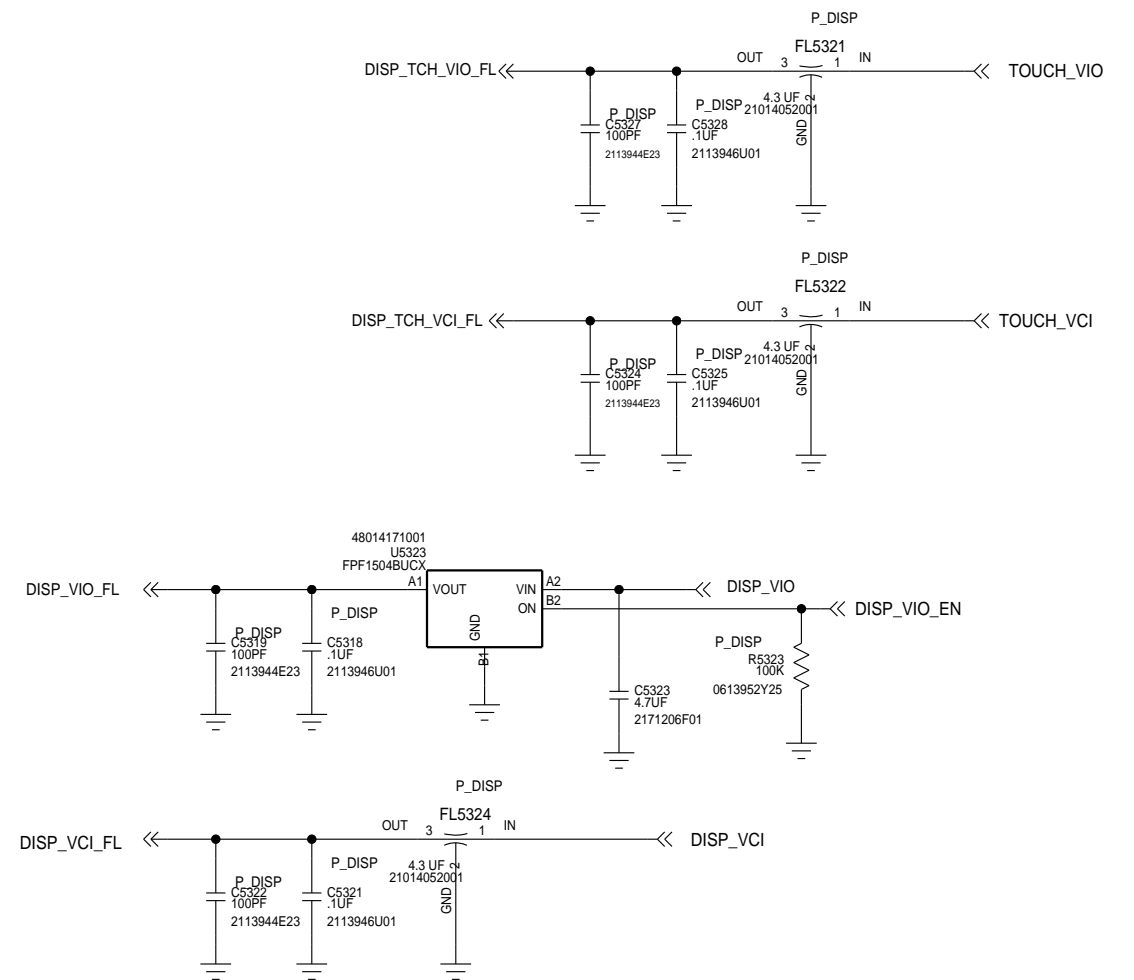 P_DISP
FL5321
DISP_TCH_VIO_FL
OUT 3 1 IN
TOUCH_VIO
P_DISP
C5327
100PF
2113944E23
P_DISP
C5328
.1UF
2113946U01
4.3 UF
21014052001
2
GND
P_DISP
FL5322
DISP_TCH_VCI_FL
OUT 3 1 IN
TOUCH_VCI
P_DISP
C5324
100PF
2113944E23
P_DISP
C5325
.1UF
2113946U01
4.3 UF
21014052001
2
GND
48014171001
U5323
FPF1504BUCX
DISP_VIO_FL
A1 VOUT VIN A2
DISP_VIO
ON B2
DISP_VIO_EN
GND
B1
P_DISP
C5319
100PF
2113944E23
P_DISP
C5318
.1UF
2113946U01
C5323
4.7UF
2171206F01
P_DISP
R5323
100K
0613952Y25
P_DISP
FL5324
DISP_VCI_FL
OUT 3 1 IN
DISP_VCI
P_DISP
C5322
100PF
2113944E23
P_DISP
C5321
.1UF
2113946U01
4.3 UF
21014052001
2
GND